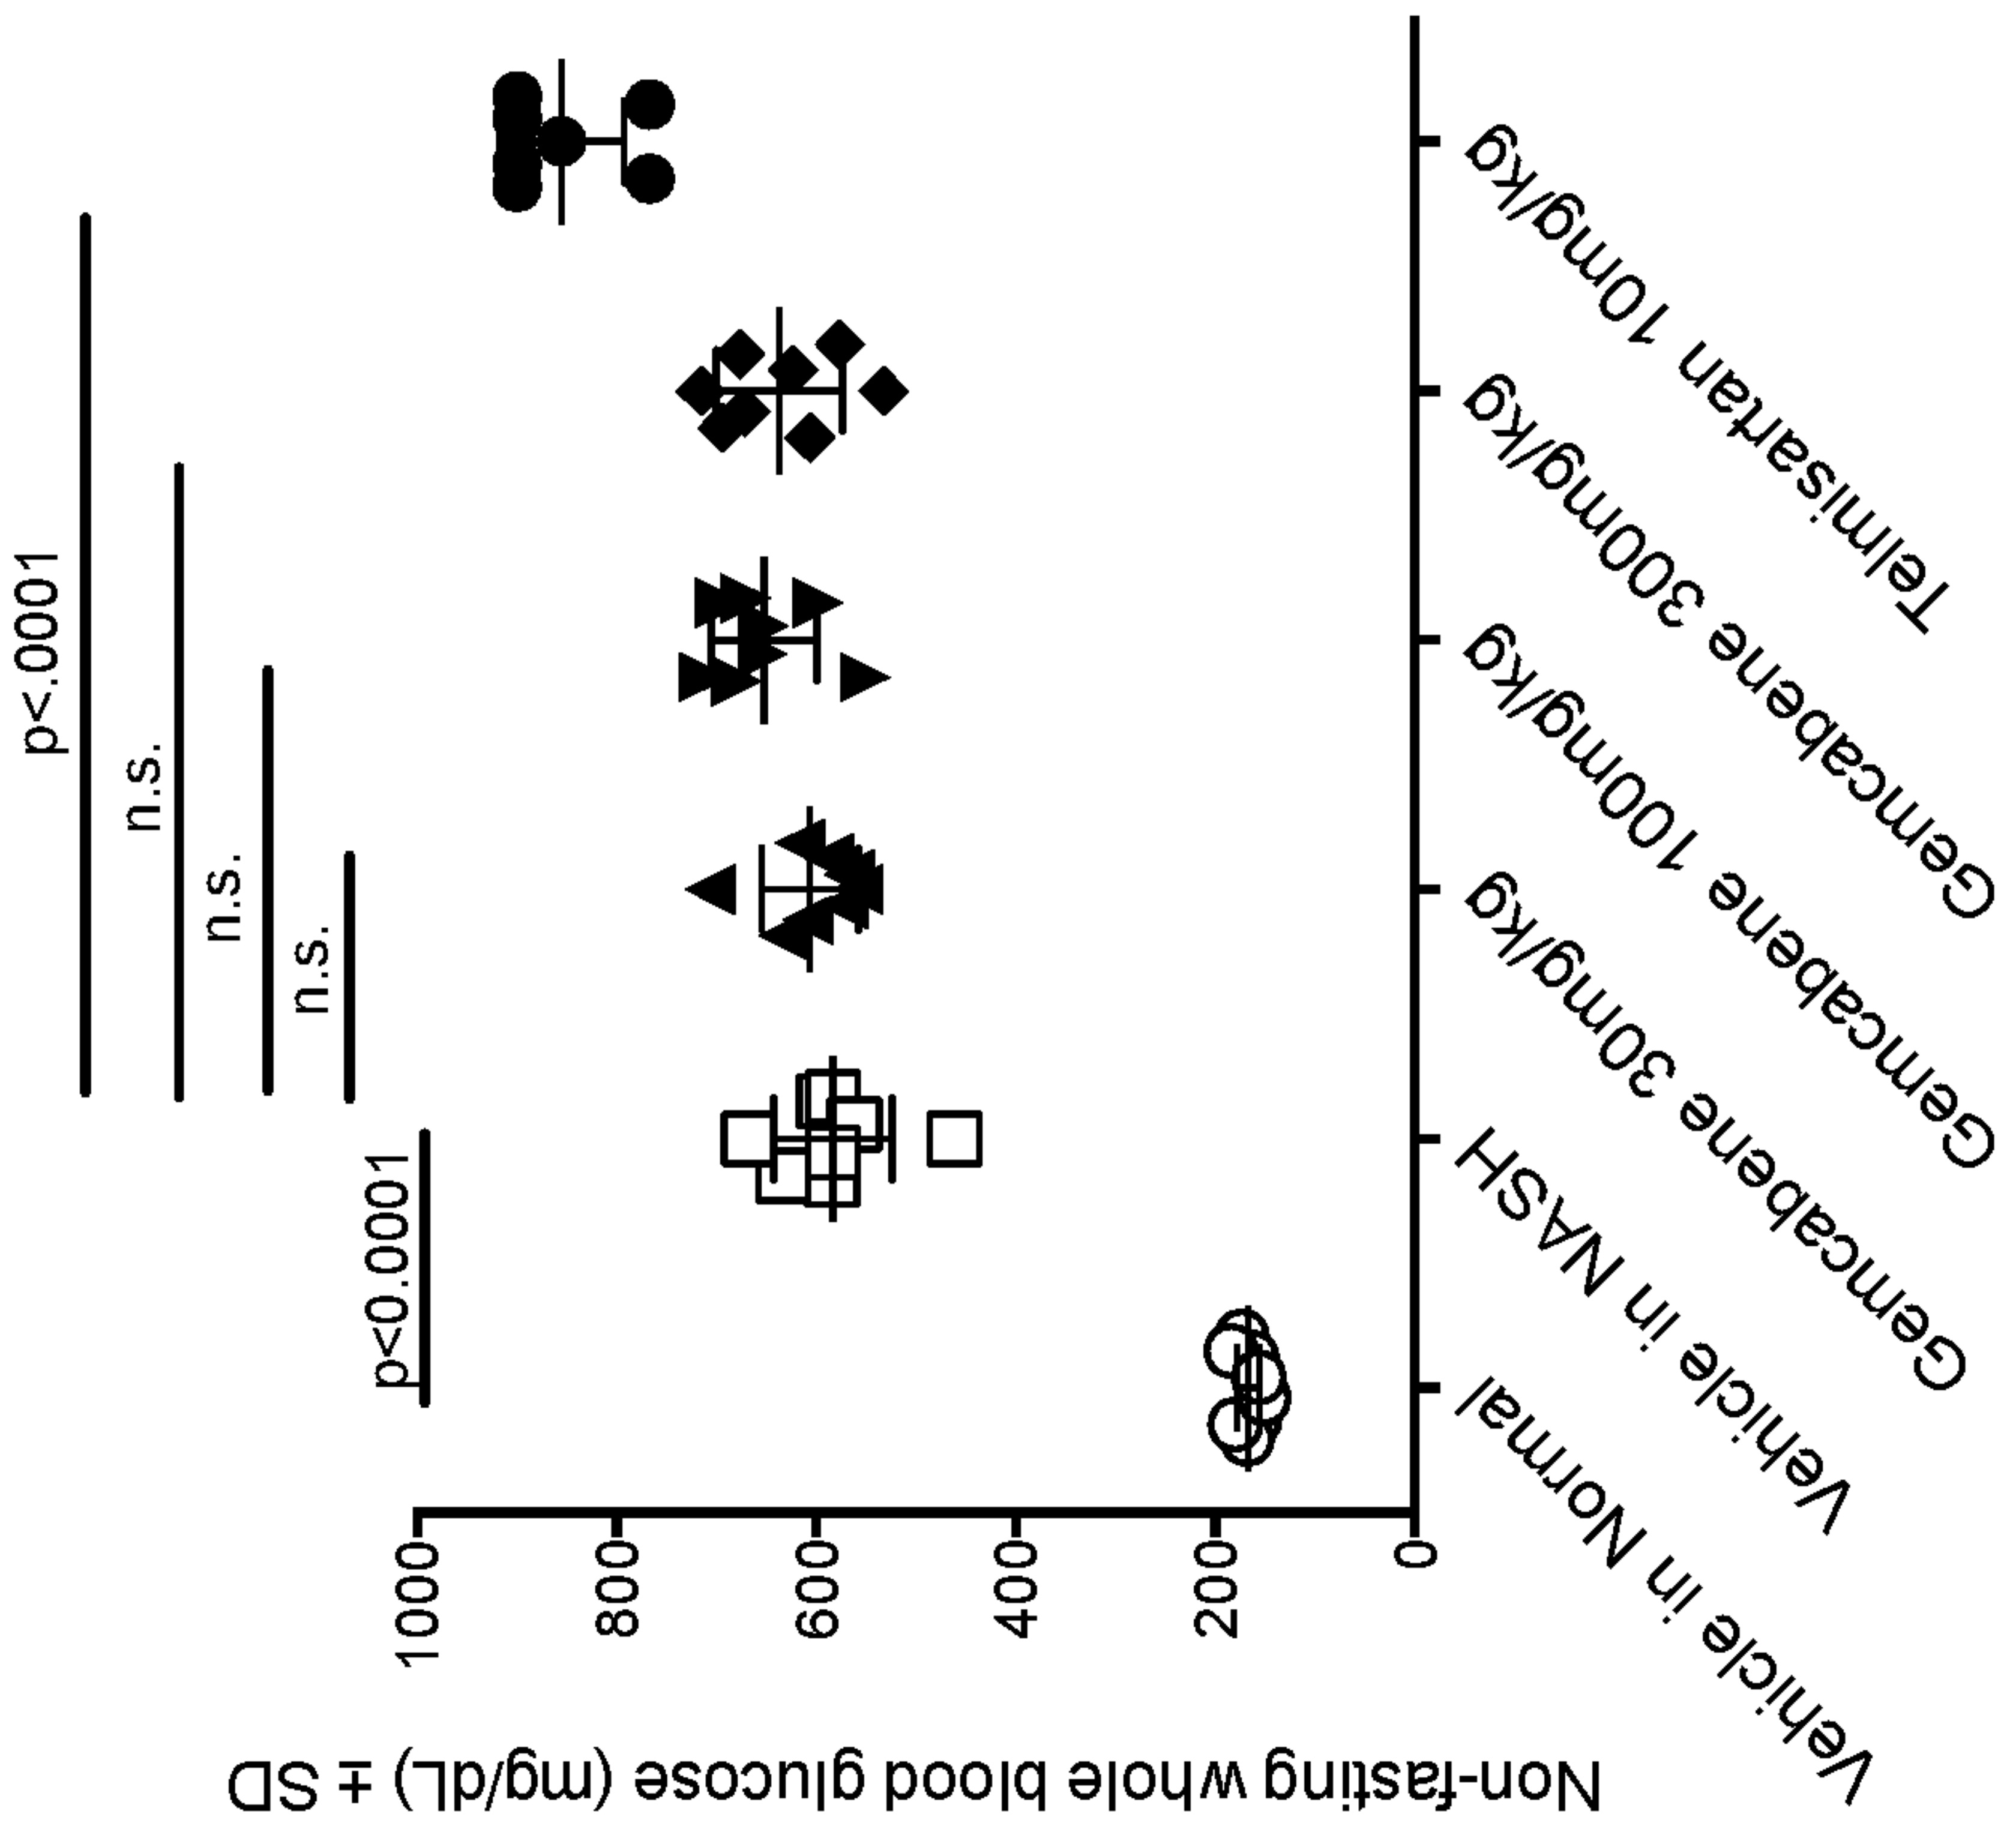 p<.0001
n.s.
n.s.
n.s.
p<0.0001
1000
800
600
400
200
0
Non-fasting whole blood glucose (mg/dL) ± SD
Vehicle in Normal
Vehicle in NASH
Gemcabene 30mg/kg
Gemcabene 100mg/kg
Gemcabene 300mg/kg
Telmisartan 10mg/kg